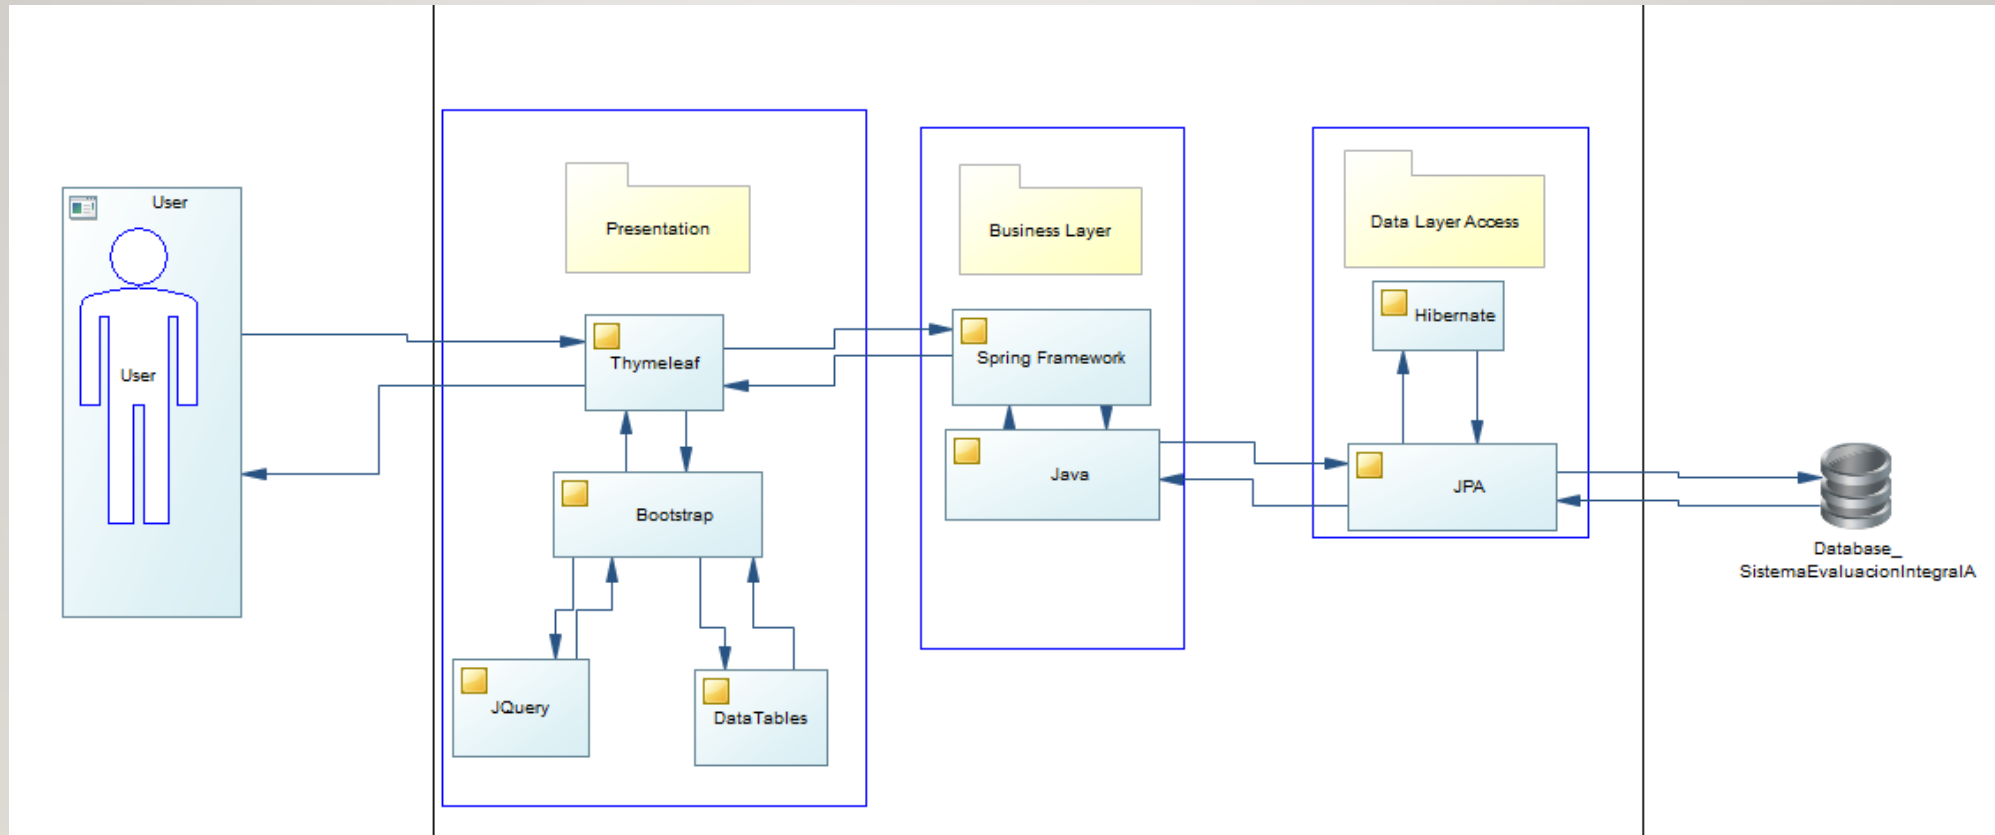 User
User
Presentation
Thymeleaf
Bootstrap
JQuery
DataTables
Business Layer
Spring Framework
Java
Data Layer Access
Hibernate
JPA
Database_
SistemaEvaluacionIntegralA